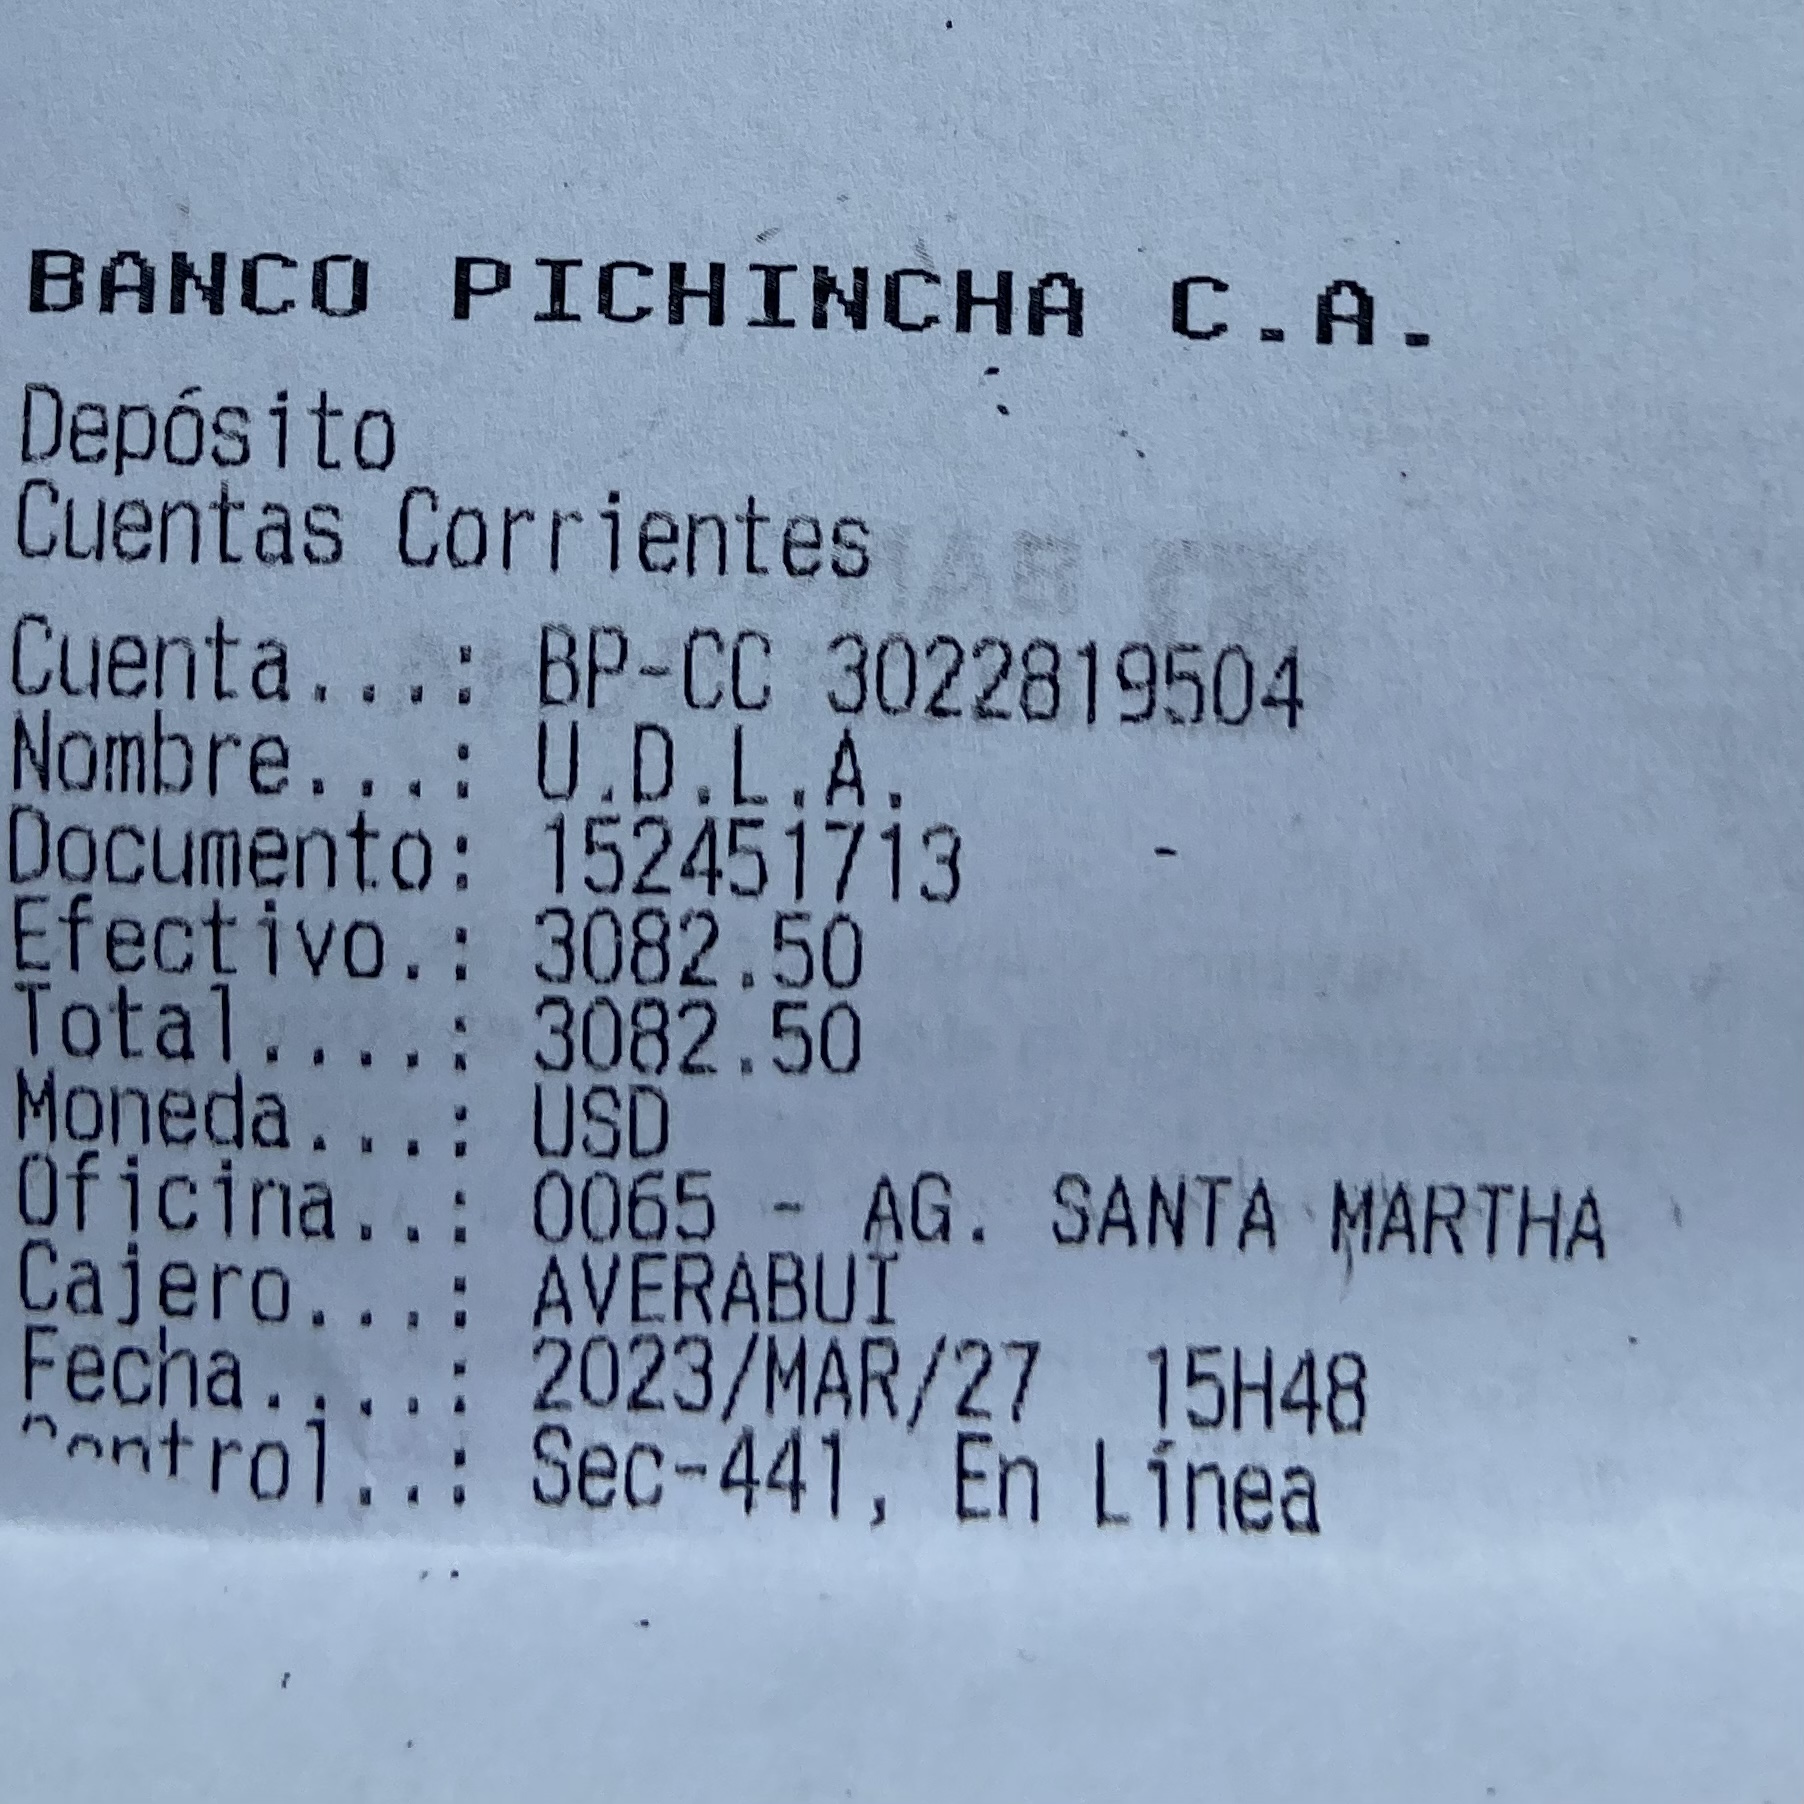 BANCO PICHINCHA C.A.
Depósito
Cuentas Corrientes
Cuenta...: BP-CC 3022819504
Nombre...: U.D.L.A.
Documento: 152451713
Efectivo.: 3082.50
Total....: 3082.50
Moneda...: USD
Oficina..: 0065 - AG. SANTA MARTHA
Cajero...: AVERABUI
Fecha....: 2023/MAR/27 15H48
Control..: Sec-441, En Línea